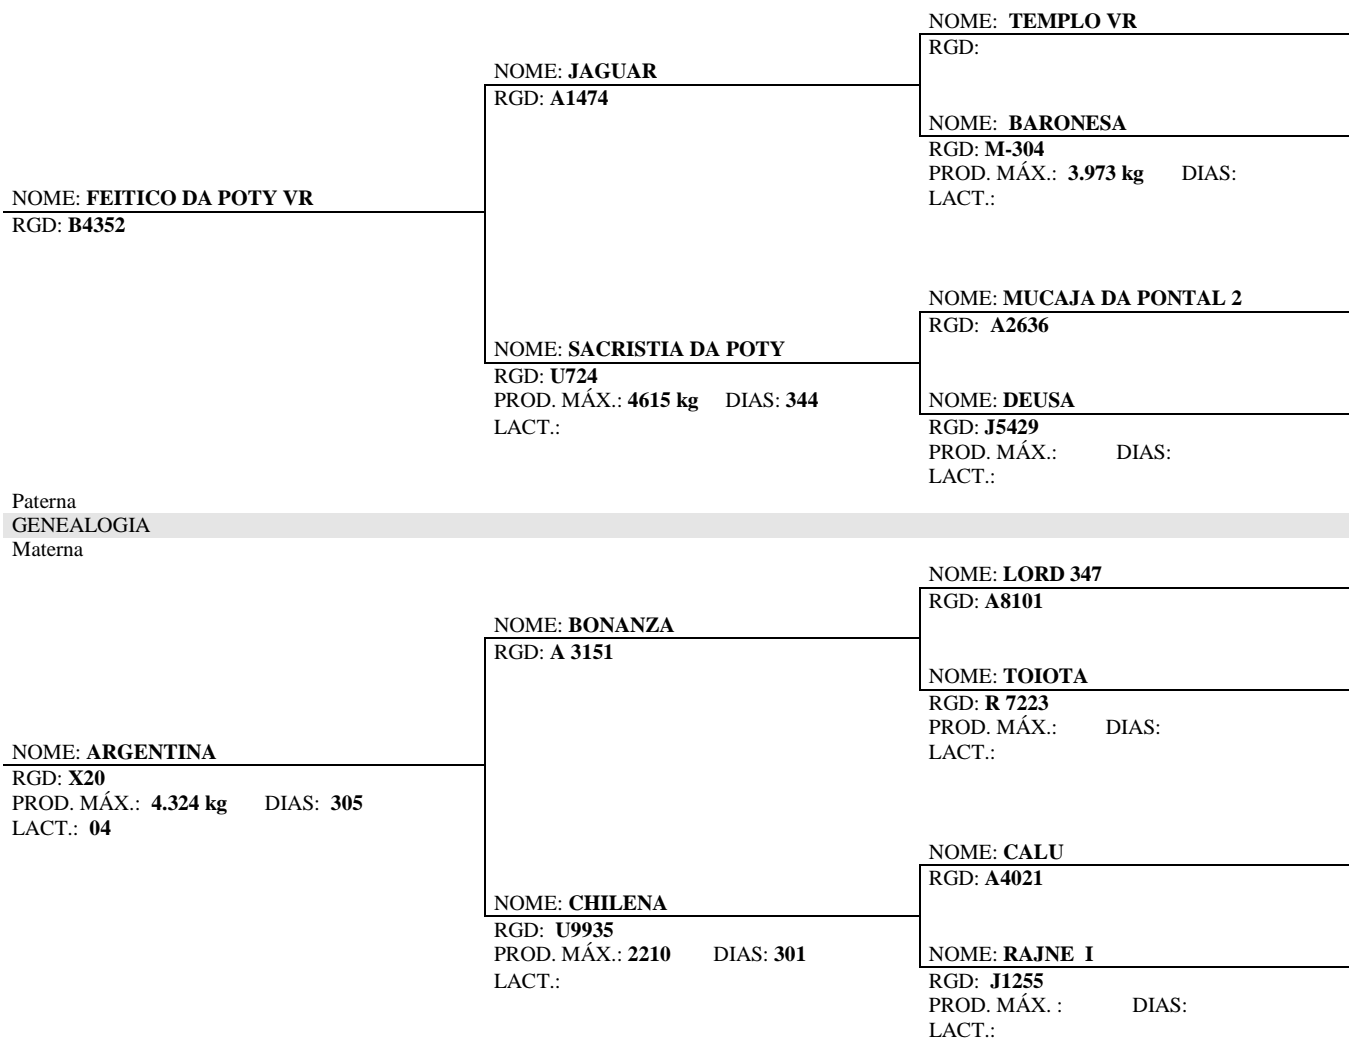 NOME: TEMPLO VR
RGD:
NOME: JAGUAR
RGD: A1474
NOME: BARONESA
RGD: M-304
PROD. MÁX.: 3.973 kg DIAS:
LACT.:
NOME: FEITICO DA POTY VR
RGD: B4352
NOME: MUCAJA DA PONTAL 2
RGD: A2636
NOME: SACRISTIA DA POTY
RGD: U724
PROD. MÁX.: 4615 kg DIAS: 344
LACT.:
NOME: DEUSA
RGD: J5429
PROD. MÁX.: DIAS:
LACT.:
Paterna
GENEALOGIA
Materna
NOME: LORD 347
RGD: A8101
NOME: BONANZA
RGD: A 3151
NOME: TOIOTA
RGD: R 7223
PROD. MÁX.: DIAS:
LACT.:
NOME: ARGENTINA
RGD: X20
PROD. MÁX.: 4.324 kg DIAS: 305
LACT.: 04
NOME: CALU
RGD: A4021
NOME: CHILENA
RGD: U9935
PROD. MÁX.: 2210 DIAS: 301
LACT.:
NOME: RAJNE I
RGD: J1255
PROD. MÁX. : DIAS:
LACT.: